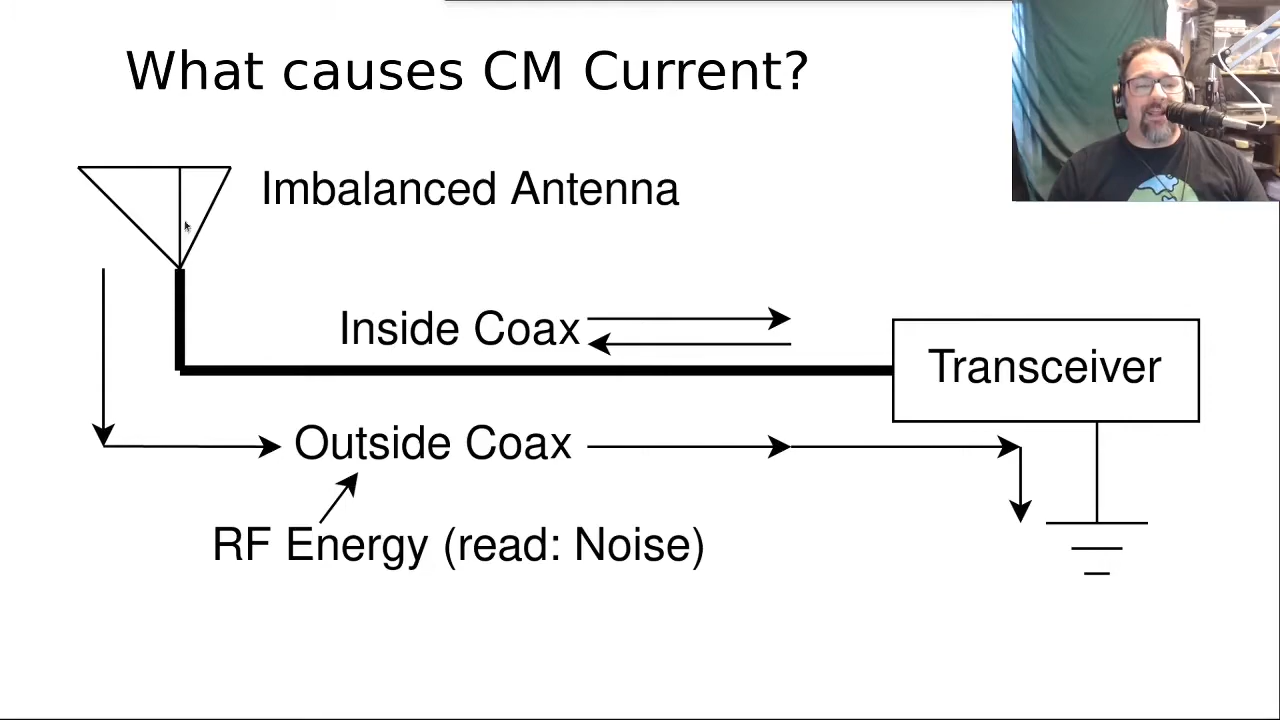 What causes CM Current?
Imbalanced Antenna
Inside Coax
Transceiver
Outside Coax
RF Energy (read: Noise)